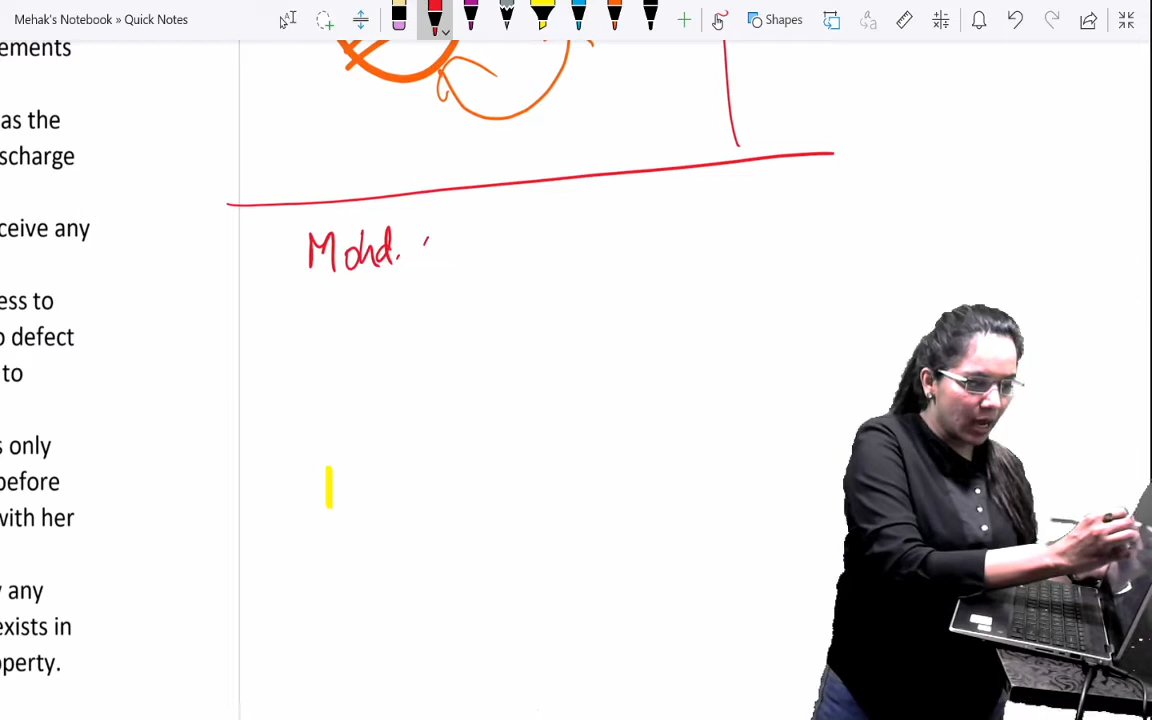 Mehak's Notebook » Quick Notes
Shapes
ements
as the
scharge
ceive any
ess to
defect
to
s only
before
with her
any
exists in
operty.
Mohd.